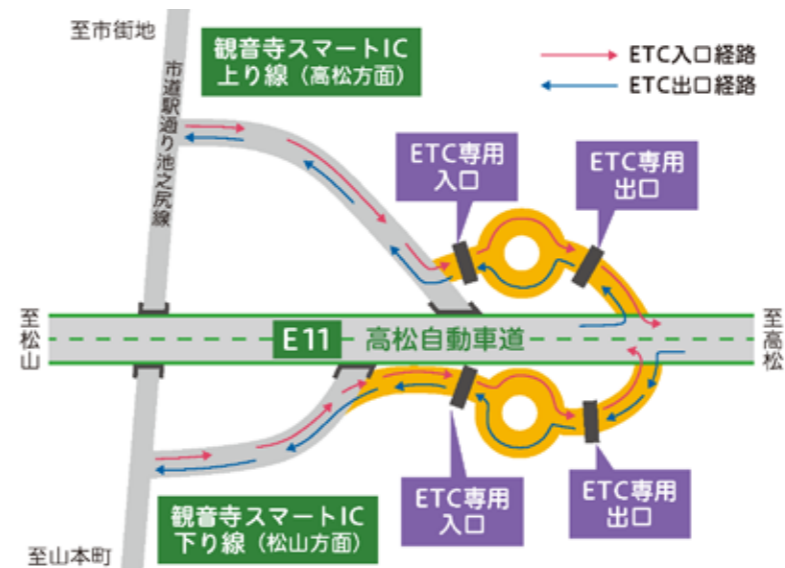 至市街地
観音寺スマートIC
上り線（高松方面）
ETC入口経路
ETC出口経路
市道駅通り池之尻線
ETC専用
入口
ETC専用
出口
至松山
E11
高松自動車道
至高松
ETC専用
入口
ETC専用
出口
観音寺スマートIC
下り線（松山方面）
至山本町